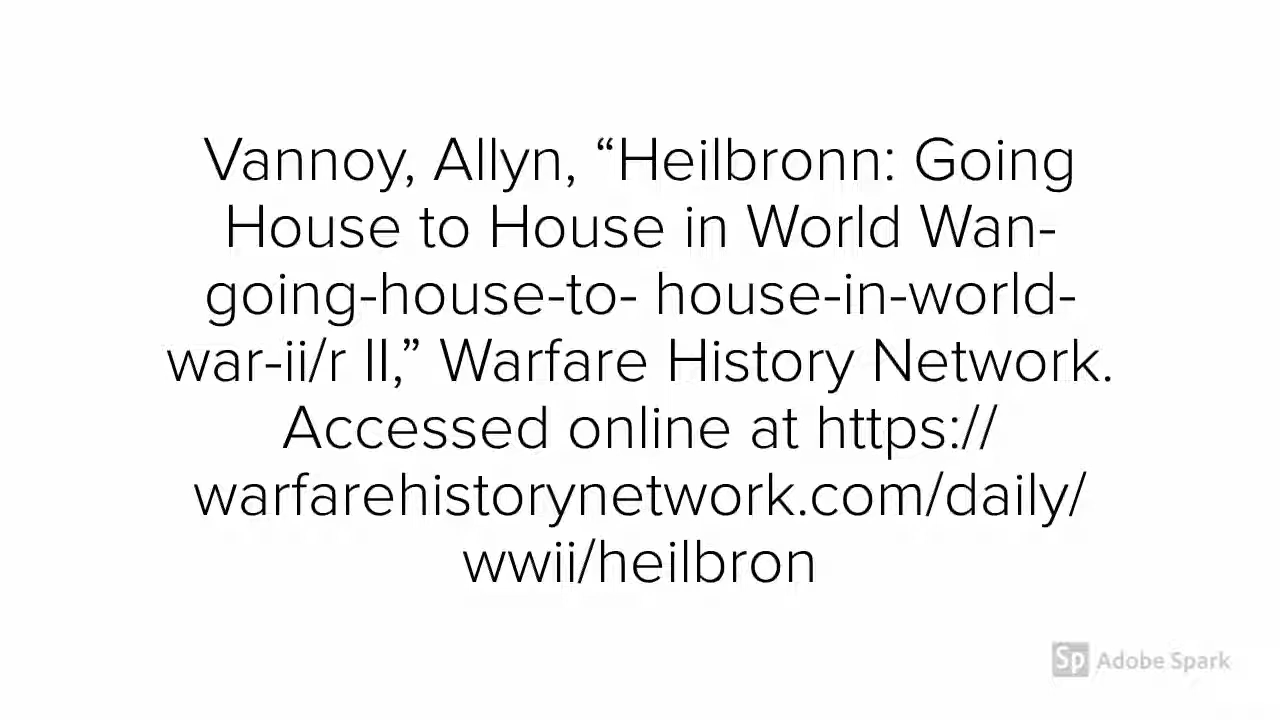 Vannoy, Allyn, “Heilbronn: Going
House to House in World Wan-
going-house-to- house-in-world-
war-ii/r II,” Warfare History Network.
Accessed online at https://
warfarehistorynetwork.com/daily/
wwii/heilbron
Sp Adobe Spark